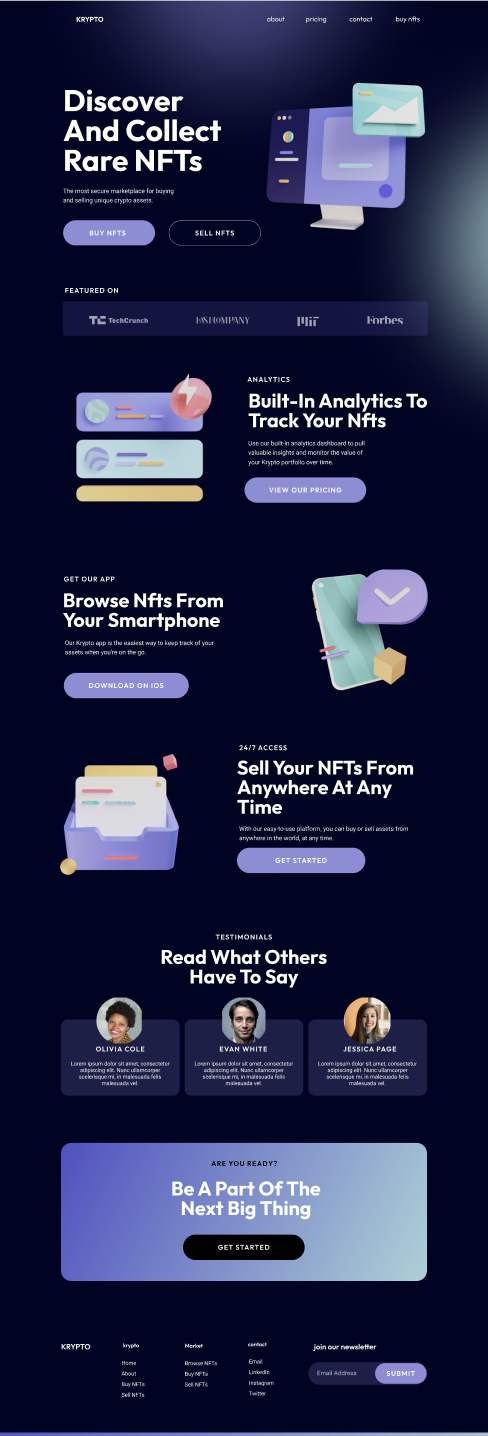 KRYPTO
about pricing contact buy nfts
Discover
And Collect
Rare NFTs
The most secure marketplace for buying
and selling unique crypto assets.
BUY NFTS SELL NFTS
FEATURED ON
TC TechCrunch FAST COMPANY MIT Forbes
ANALYTICS
Built-In Analytics To
Track Your Nfts
Use our built-in analytics dashboard to pull
valuable insights and monitor the value of
your Krypto portfolio over time.
VIEW OUR PRICING
GET OUR APP
Browse Nfts From
Your Smartphone
Our Krypto app is the easiest way to keep track of your
assets when you're on the go.
DOWNLOAD ON IOS
24/7 ACCESS
Sell Your NFTs From
Anywhere At Any
Time
With our easy-to-use platform, you can buy or sell assets from
anywhere in the world, at any time.
GET STARTED
TESTIMONIALS
Read What Others
Have To Say
OLIVIA COLE
Lorem ipsum dolor sit amet, consectetur
adipiscing elit. Nunc ullamcorper
scelerisque mi, in malesuada felis
malesuada vel.
EVAN WHITE
Lorem ipsum dolor sit amet, consectetur
adipiscing elit. Nunc ullamcorper
scelerisque mi, in malesuada felis
malesuada vel.
JESSICA PAGE
Lorem ipsum dolor sit amet, consectetur
adipiscing elit. Nunc ullamcorper
scelerisque mi, in malesuada felis
malesuada vel.
ARE YOU READY?
Be A Part Of The
Next Big Thing
GET STARTED
KRYPTO
krypto
Home
About
Buy NFTs
Sell NFTs
Market
Browse NFTs
Buy NFTs
Sell NFTs
contact
Email
LinkedIn
Instagram
Twitter
join our newsletter
Email Address SUBMIT